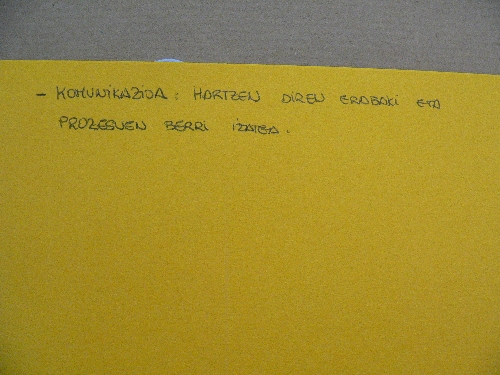 - KOMUNIKAZIOA: HARTZEN DIREN ERABAKI ETA
PROZESUEN BERRI IZATEA.